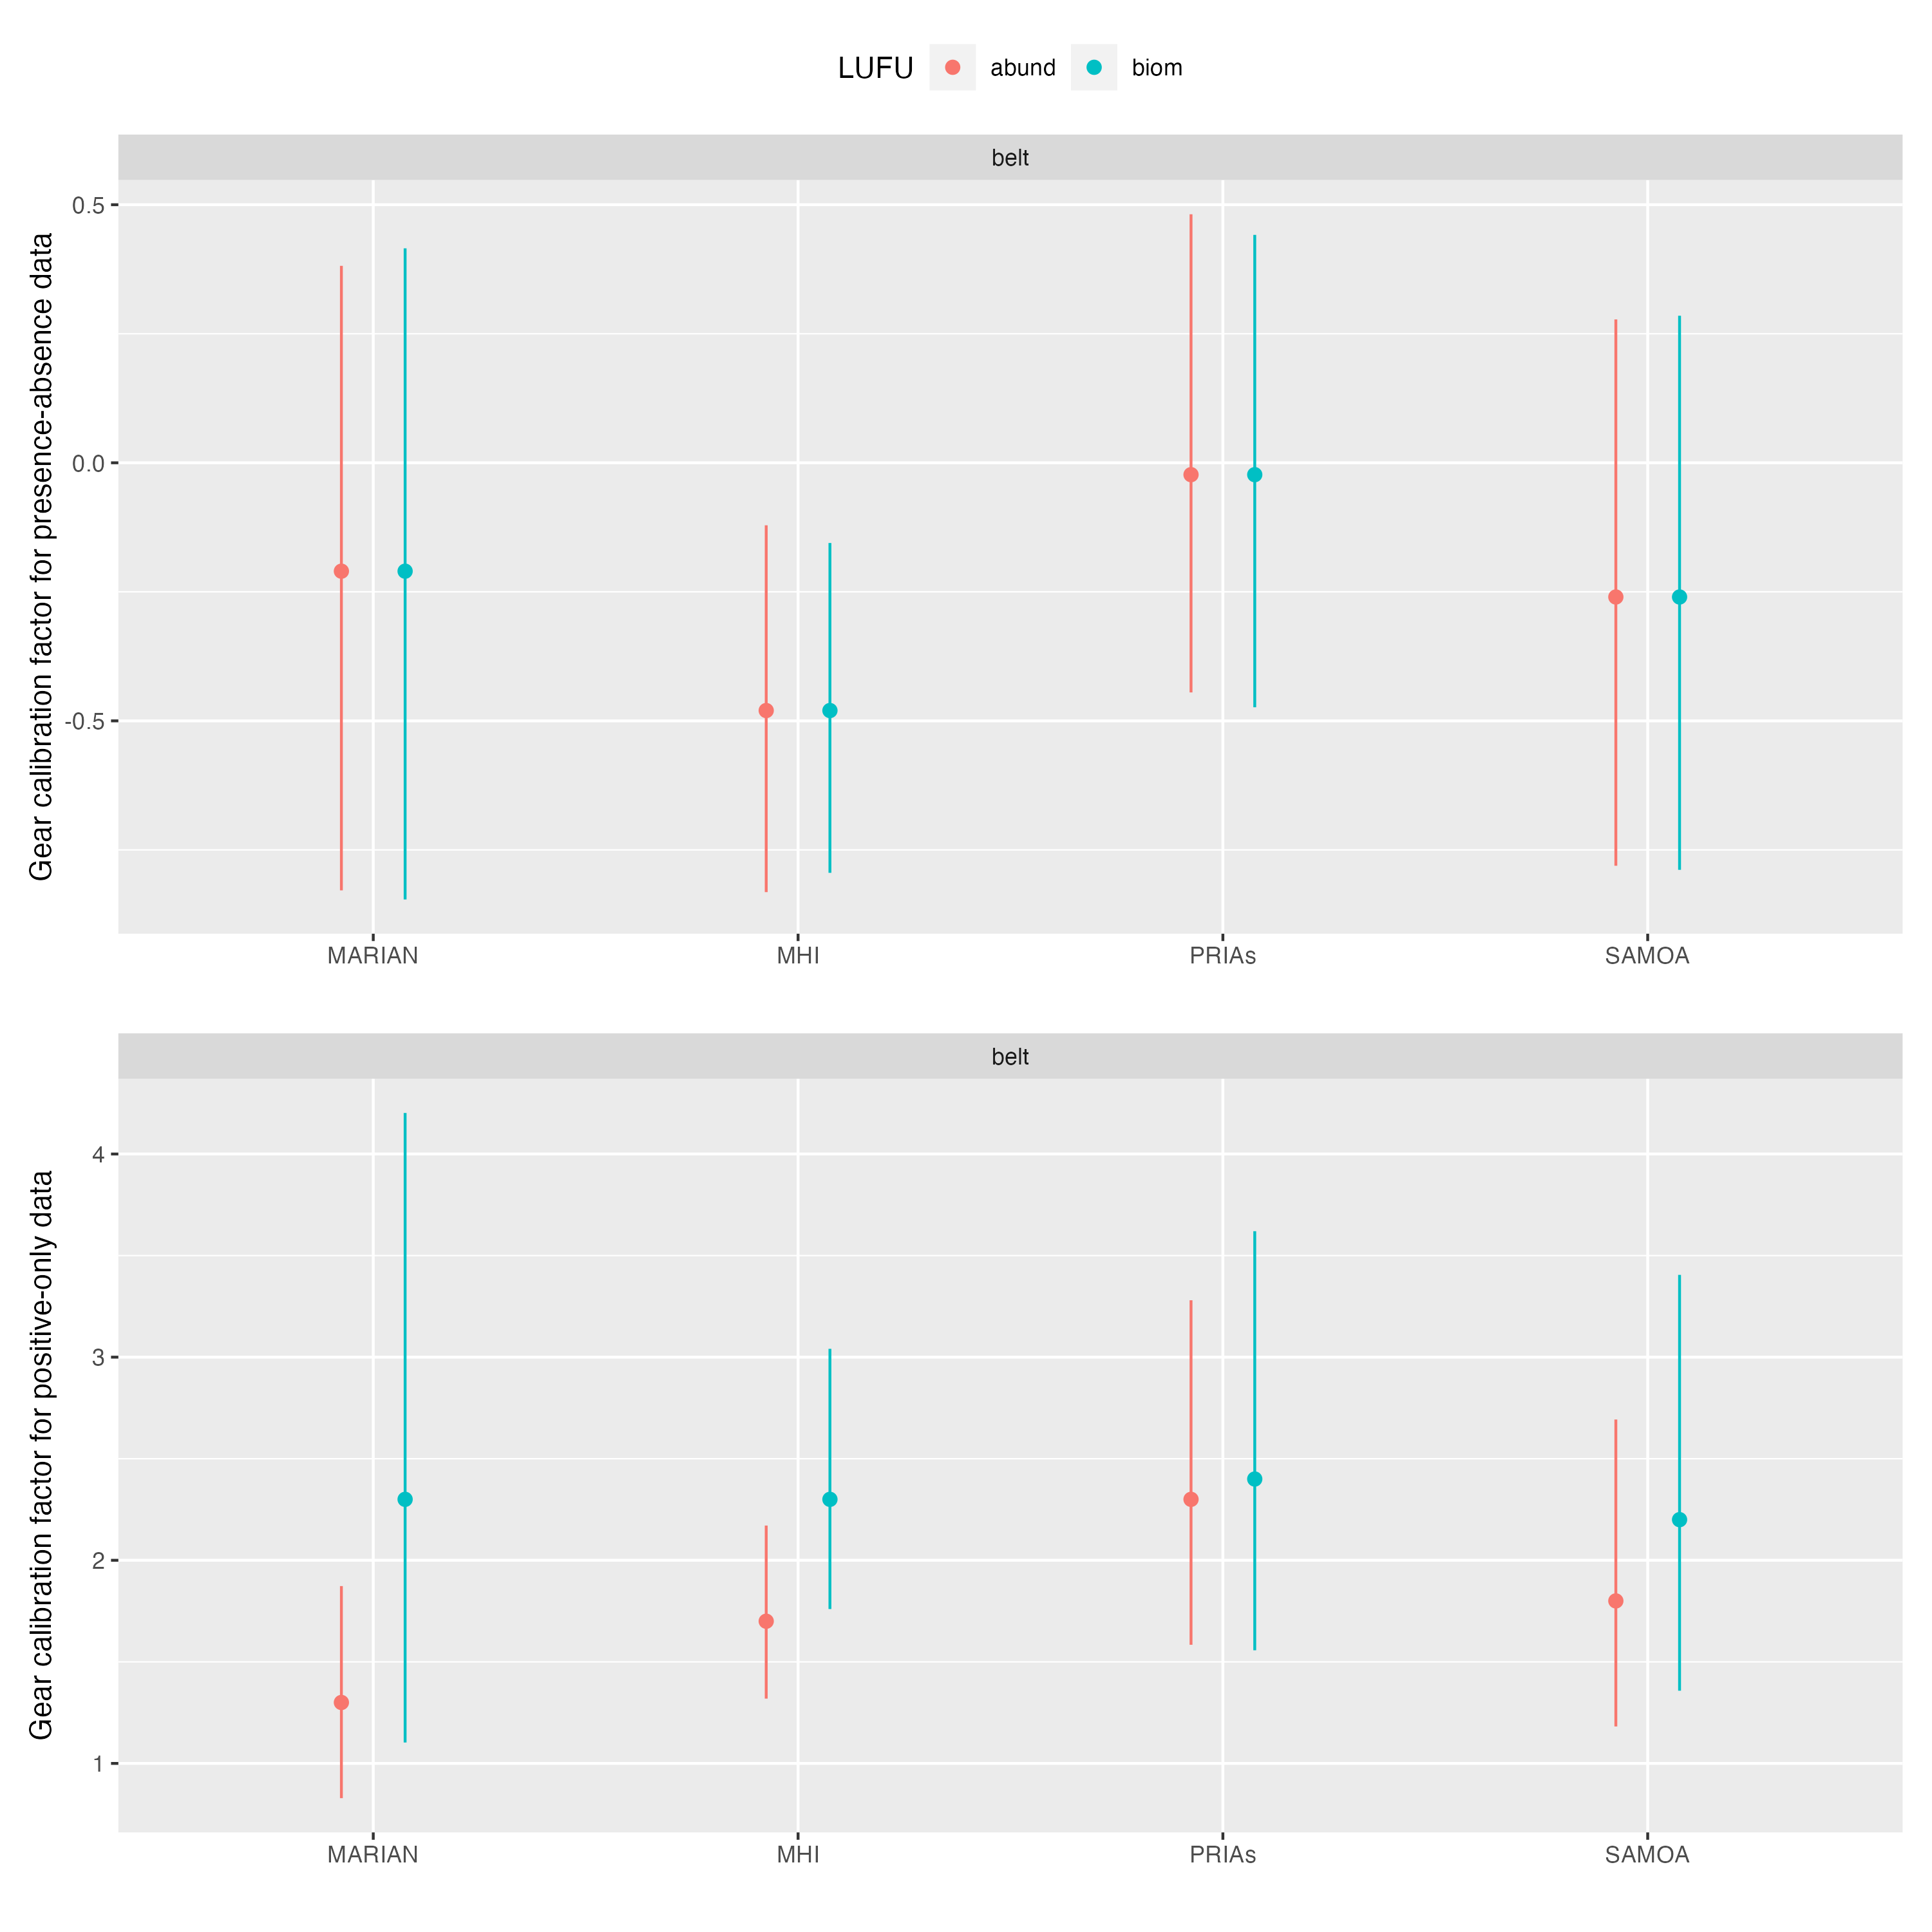 LUFU abund biom
belt
Gear calibration factor for presence-absence data
0.5
0.0
-0.5
MARIAN MHI PRIAs SAMOA
belt
Gear calibration factor for positive-only data
4
3
2
1
MARIAN MHI PRIAs SAMOA